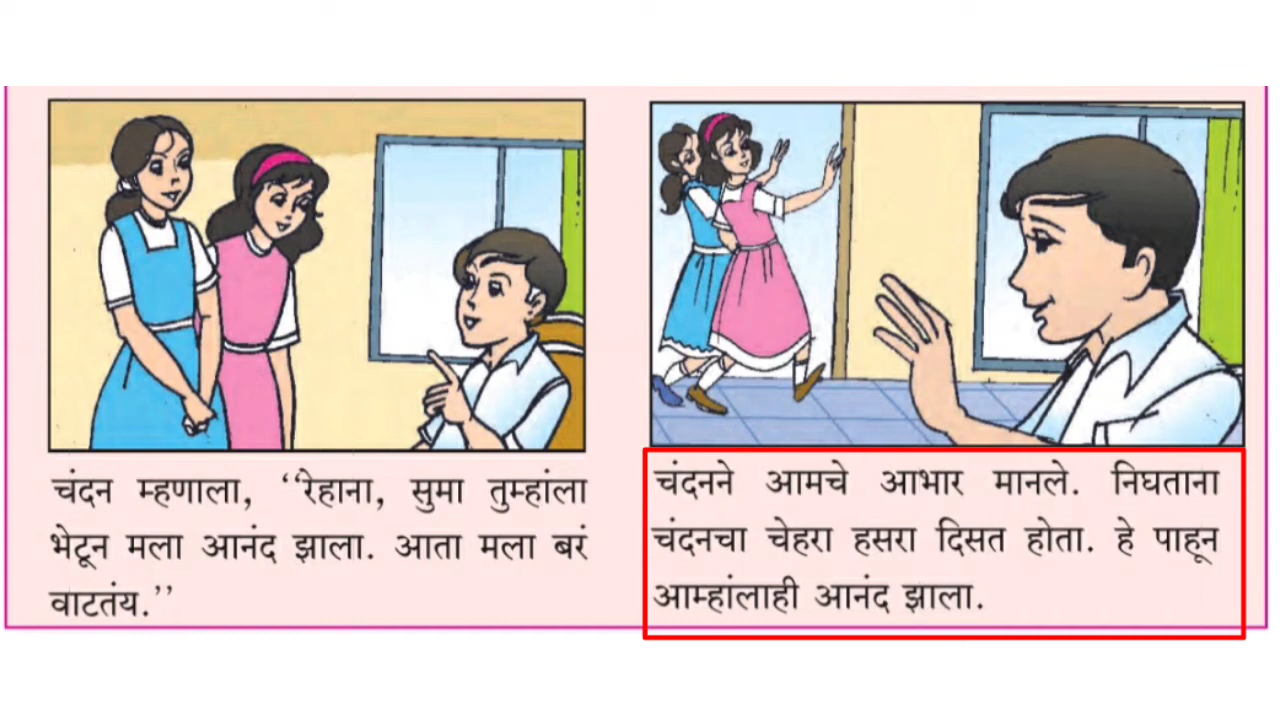 चंदन म्हणाला, ‘‘रेहाना, सुमा तुम्हांला
भेटून मला आनंद झाला. आता मला बरं
वाटतंय.’’
चंदनने आमचे आभार मानले. निघताना
चंदनचा चेहरा हसरा दिसत होता. हे पाहून
आम्हांलाही आनंद झाला.